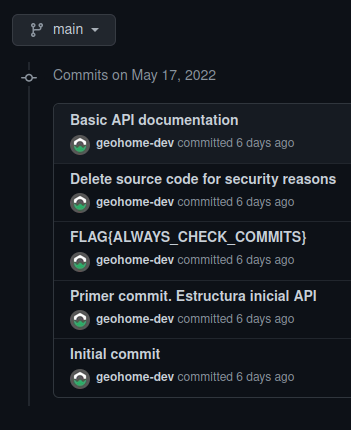 main
Commits on May 17, 2022
Basic API documentation
geohome-dev committed 6 days ago
Delete source code for security reasons
geohome-dev committed 6 days ago
FLAG{ALWAYS_CHECK_COMMITS}
geohome-dev committed 6 days ago
Primer commit. Estructura inicial API
geohome-dev committed 6 days ago
Initial commit
geohome-dev committed 6 days ago